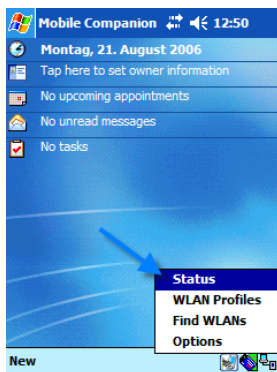 Mobile Companion 12:50
Montag, 21. August 2006
Tap here to set owner information
No upcoming appointments
No unread messages
No tasks
Status
WLAN Profiles
Find WLANs
Options
New